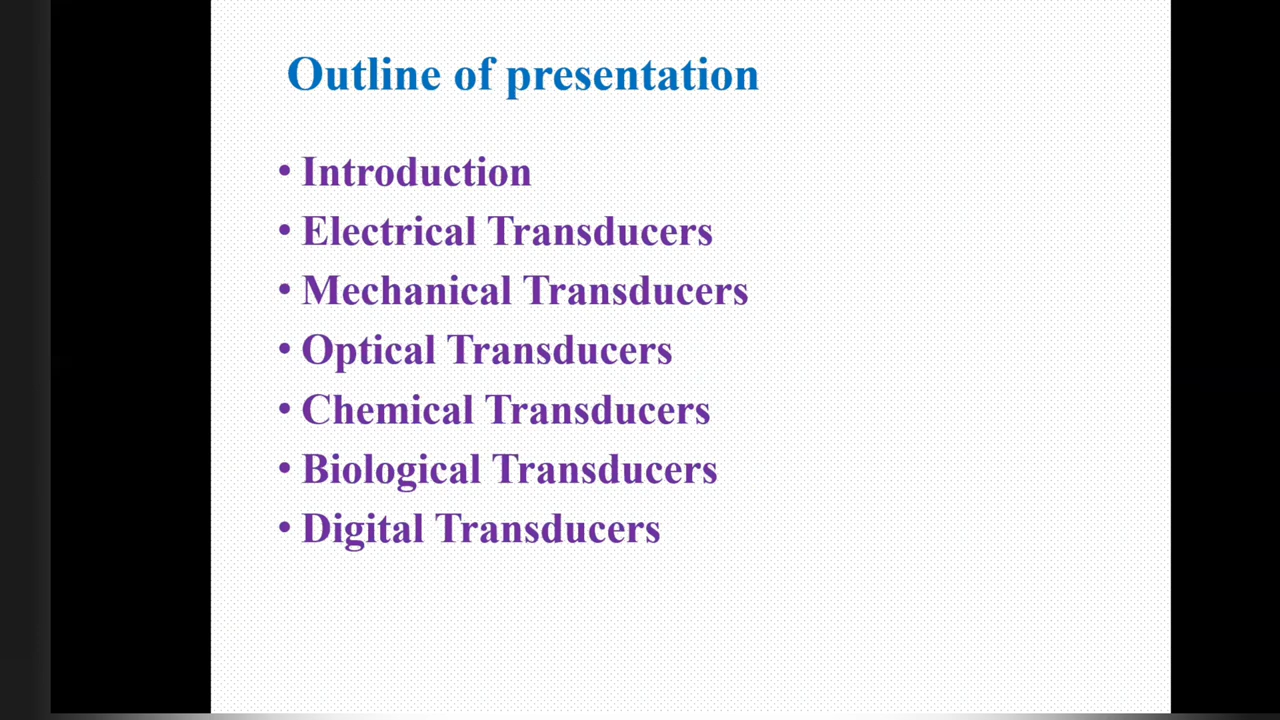 Outline of presentation
• Introduction
• Electrical Transducers
• Mechanical Transducers
• Optical Transducers
• Chemical Transducers
• Biological Transducers
• Digital Transducers